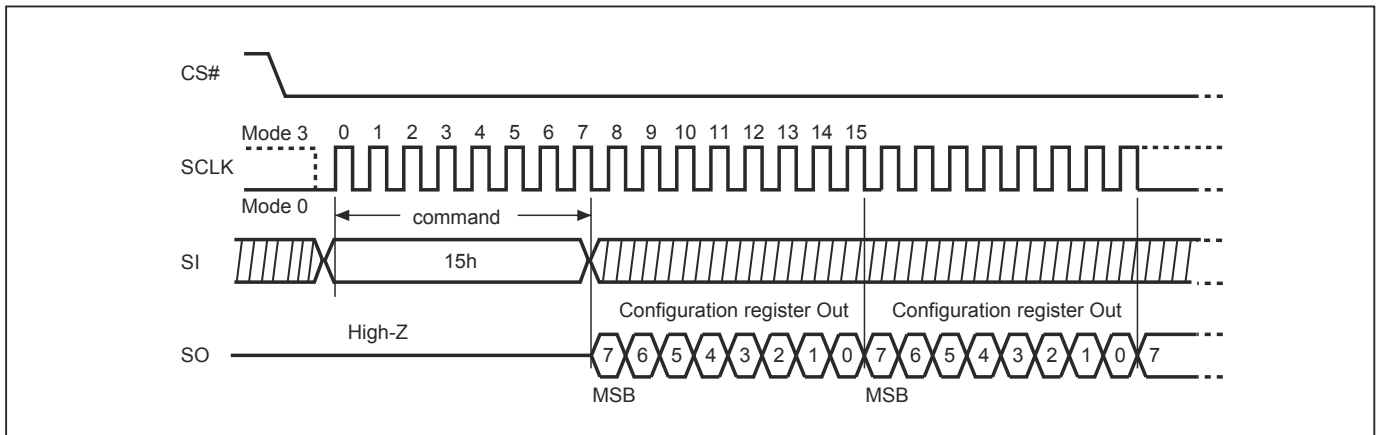 CS#
Mode 3 0 1 2 3 4 5 6 7 8 9 10 11 12 13 14 15
SCLK
Mode 0
command
SI 15h
Configuration register Out Configuration register Out
High-Z
SO 7 6 5 4 3 2 1 0 7 6 5 4 3 2 1 0 7
MSB MSB